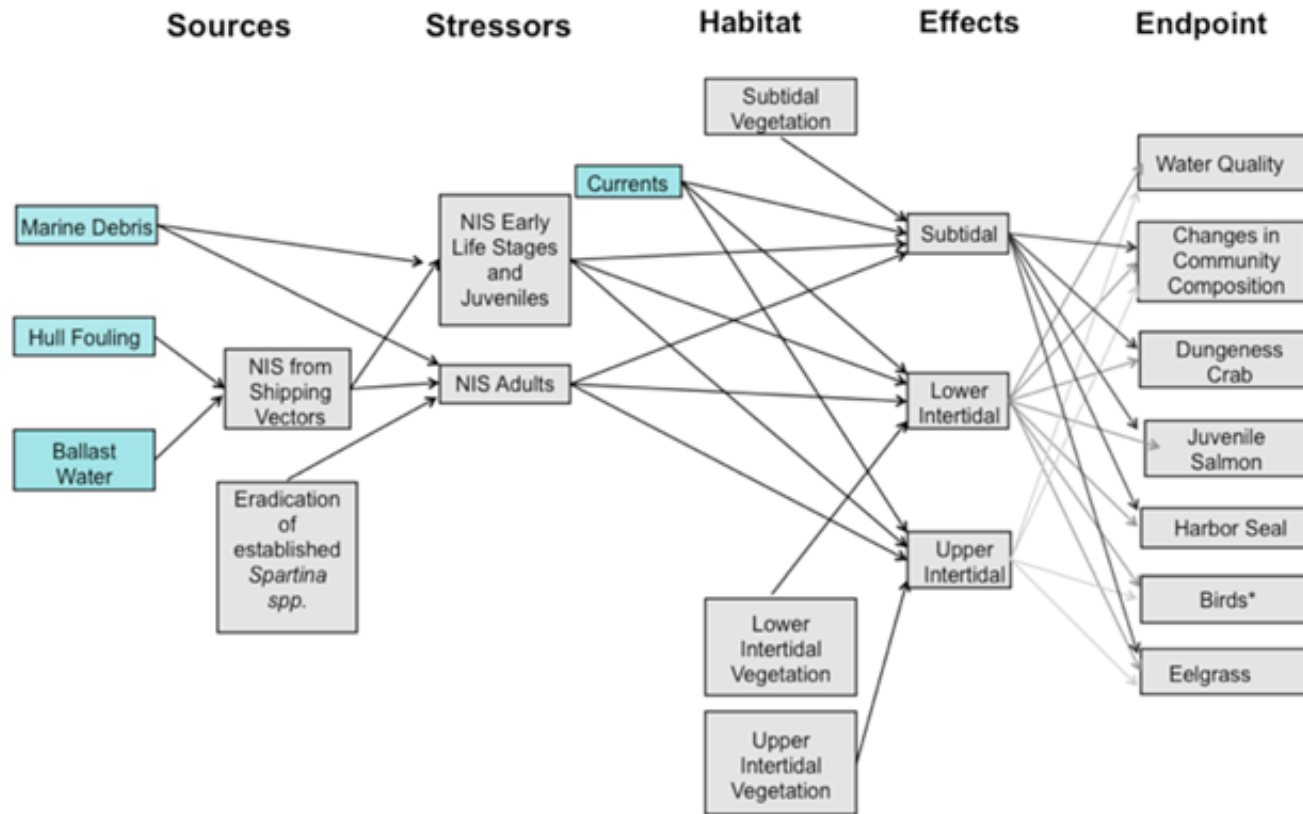 Sources
Stressors
Habitat
Effects
Endpoint
Marine Debris
Hull Fouling
Ballast
Water
NIS from
Shipping
Vectors
Eradication
of
established
Spartina
spp.
NIS Early
Life Stages
and
Juveniles
NIS Adults
Currents
Subtidal
Vegetation
Lower
Intertidal
Vegetation
Upper
Intertidal
Vegetation
Subtidal
Lower
Intertidal
Upper
Intertidal
Water Quality
Changes in
Community
Composition
Dungeness
Crab
Juvenile
Salmon
Harbor Seal
Birds*
Eelgrass